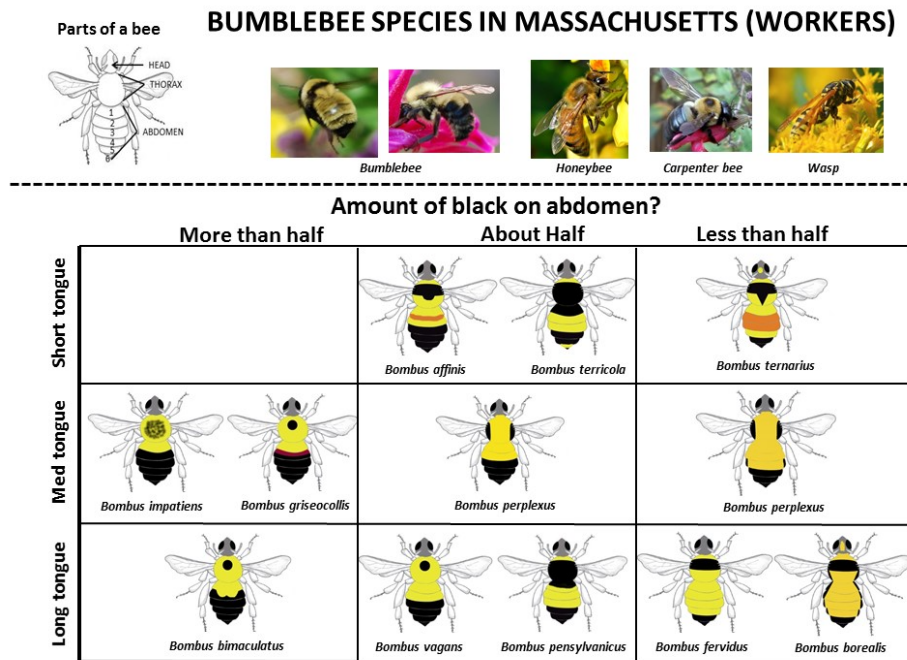 Parts of a bee
BUMBLEBEE SPECIES IN MASSACHUSETTS (WORKERS)
HEAD
THORAX
1
2
3
4
5
6
ABDOMEN
Bumblebee
Honeybee
Carpenter bee
Wasp
Amount of black on abdomen?
More than half
About Half
Less than half
Short tongue
Bombus affinis
Bombus terricola
Bombus ternarius
Med tongue
Bombus impatiens
Bombus griseocollis
Bombus perplexus
Bombus perplexus
Long tongue
Bombus bimaculatus
Bombus vagans
Bombus pensylvanicus
Bombus fervidus
Bombus borealis